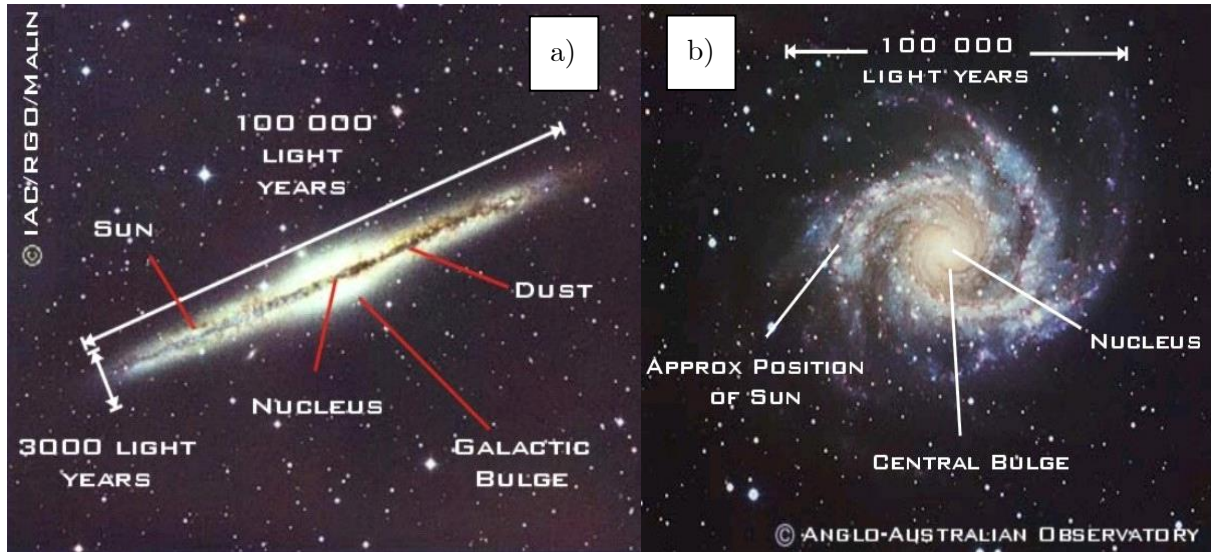 © IAC/RGO/MALIN
a)
100 000
LIGHT
YEARS
SUN
DUST
NUCLEUS
3000 LIGHT
YEARS
GALACTIC
BULGE
b)
100 000
LIGHT YEARS
NUCLEUS
APPROX POSITION
OF SUN
CENTRAL BULGE
© ANGLO-AUSTRALIAN OBSERVATORY